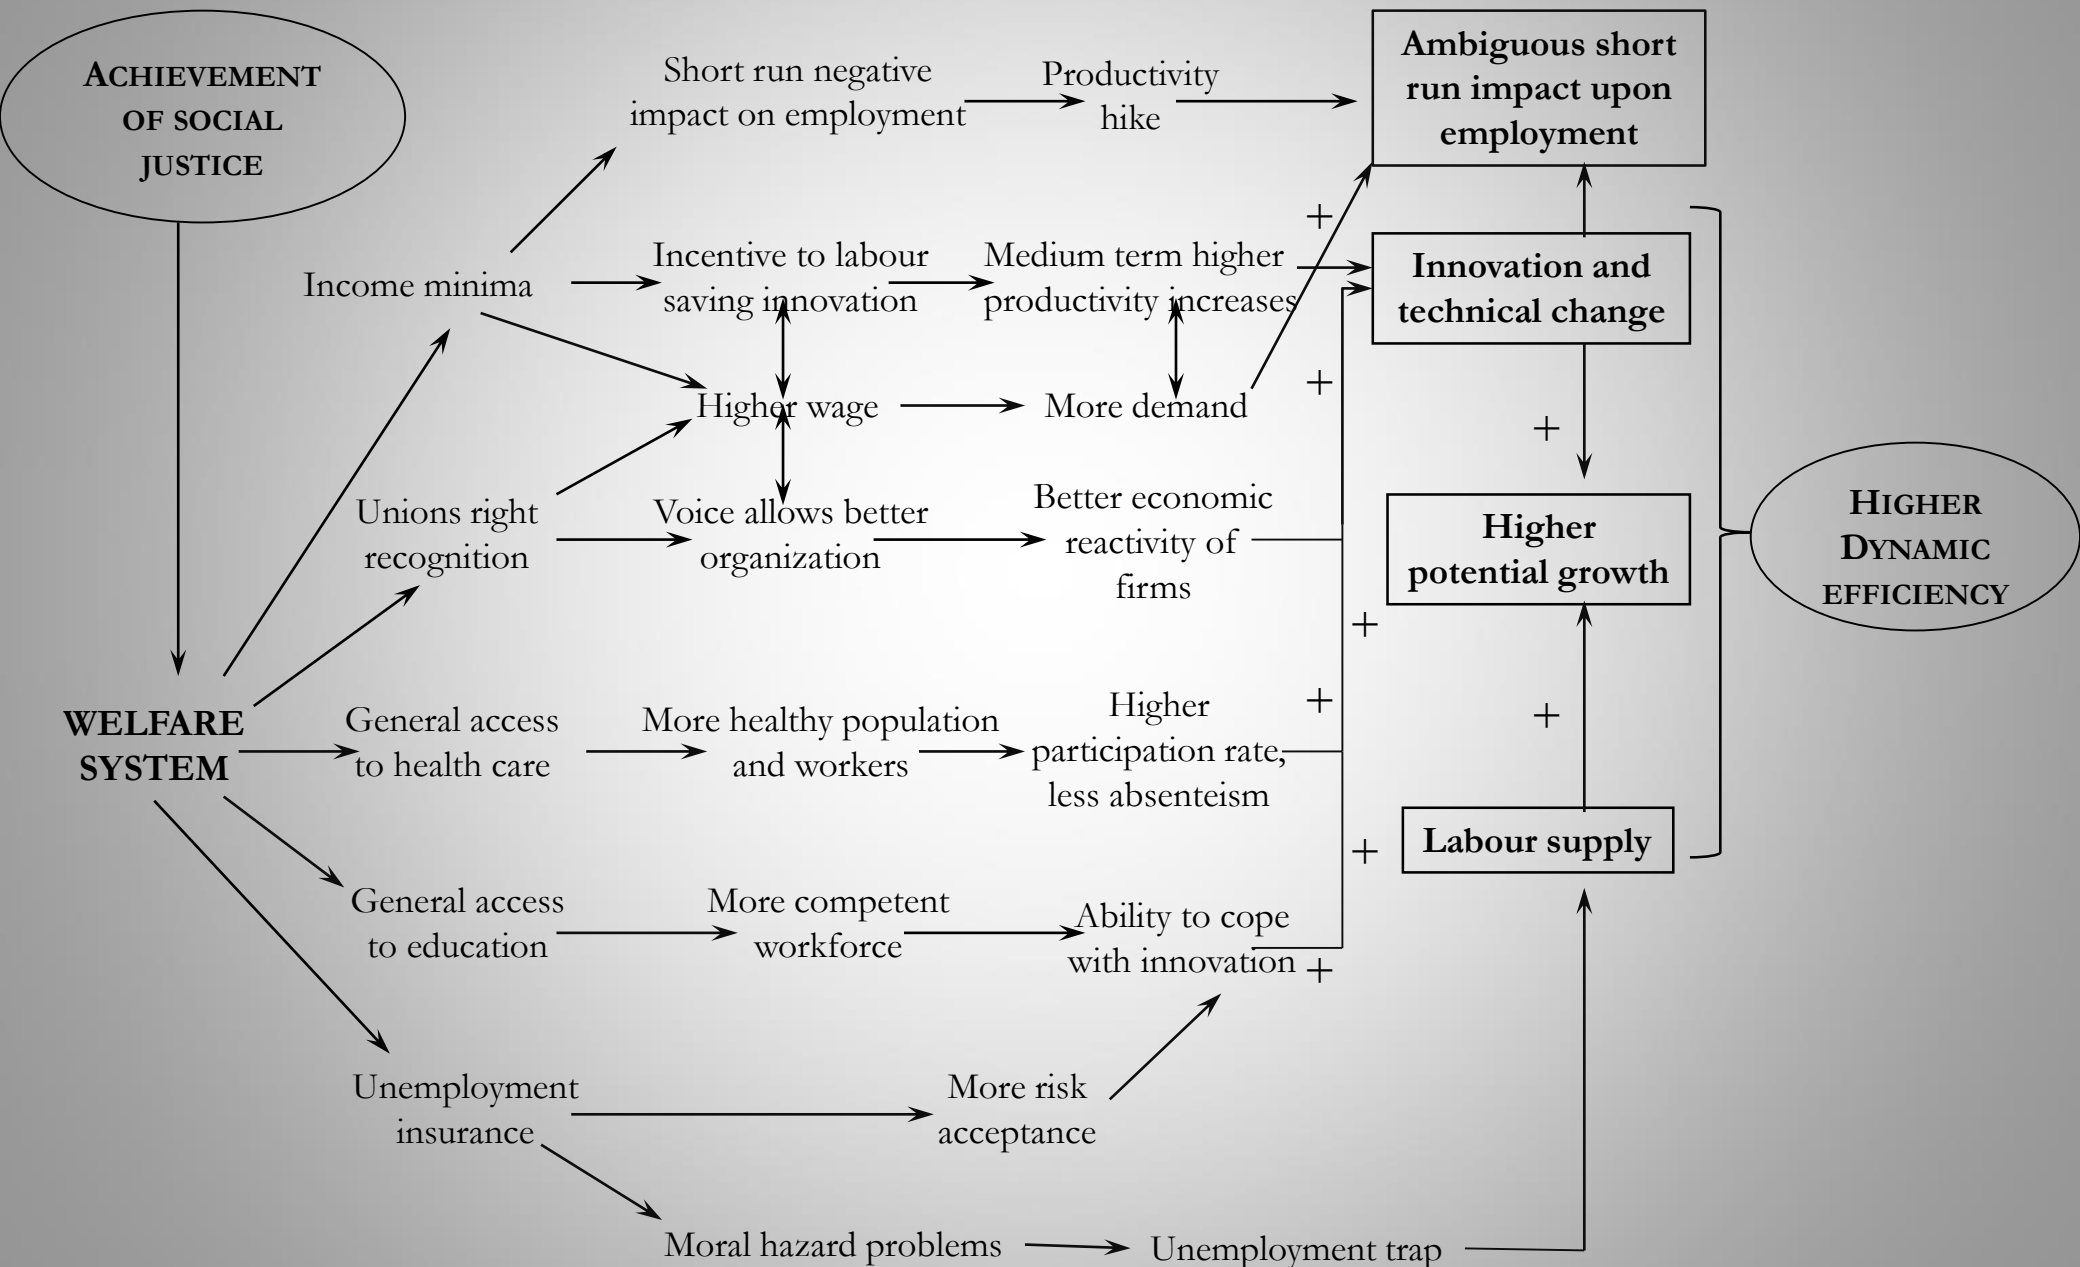 ACHIEVEMENT
OF SOCIAL
JUSTICE
Short run negative
impact on employment
Productivity
hike
Ambiguous short
run impact upon
employment
Income minima
Incentive to labour
saving innovation
Medium term higher
productivity increases
+
Innovation and
technical change
Higher wage
More demand
+
+
Unions right
recognition
Voice allows better
organization
Better economic
reactivity of
firms
Higher
potential growth
HIGHER
DYNAMIC
EFFICIENCY
+
WELFARE
SYSTEM
General access
to health care
More healthy population
and workers
Higher
participation rate,
less absenteism
+
+
Labour supply
+
General access
to education
More competent
workforce
Ability to cope
with innovation
+
Unemployment
insurance
More risk
acceptance
Moral hazard problems
Unemployment trap